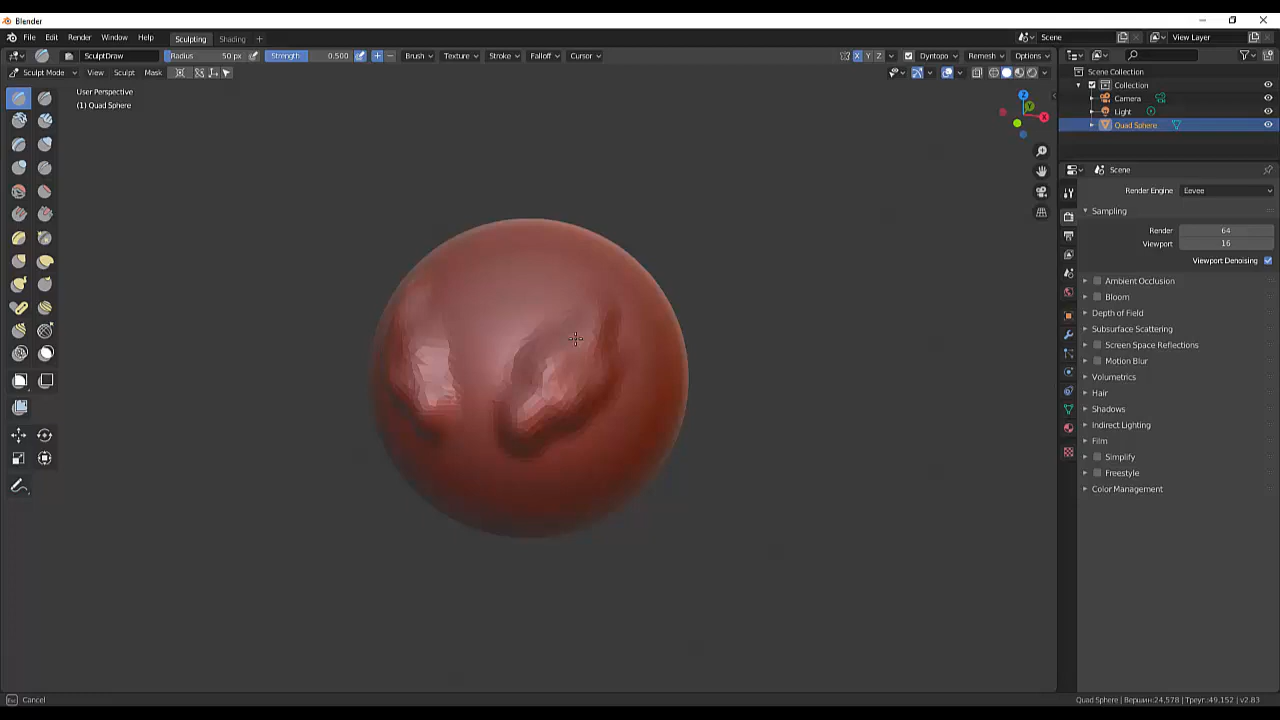 Blender
File Edit Render Window Help Sculpting Shading + Scene View Layer
SculptDraw Radius 50 px Strength 0.500 Brush Texture Stroke Falloff Cursor X Y Z Dyntopo Remesh Options
Sculpt Mode View Sculpt Mask
User Perspective
(1) Quad Sphere
Z
Y
X
Scene Collection
Collection
Camera
Light
Quad Sphere
Scene
Render Engine Eevee
Sampling
Render 64
Viewport 16
Viewport Denoising
Ambient Occlusion
Bloom
Depth of Field
Subsurface Scattering
Screen Space Reflections
Motion Blur
Volumetrics
Hair
Shadows
Indirect Lighting
Film
Simplify
Freestyle
Color Management
Esc Cancel
Quad Sphere | Вершин:24,578 | Треуг.:49,152 | v2.83